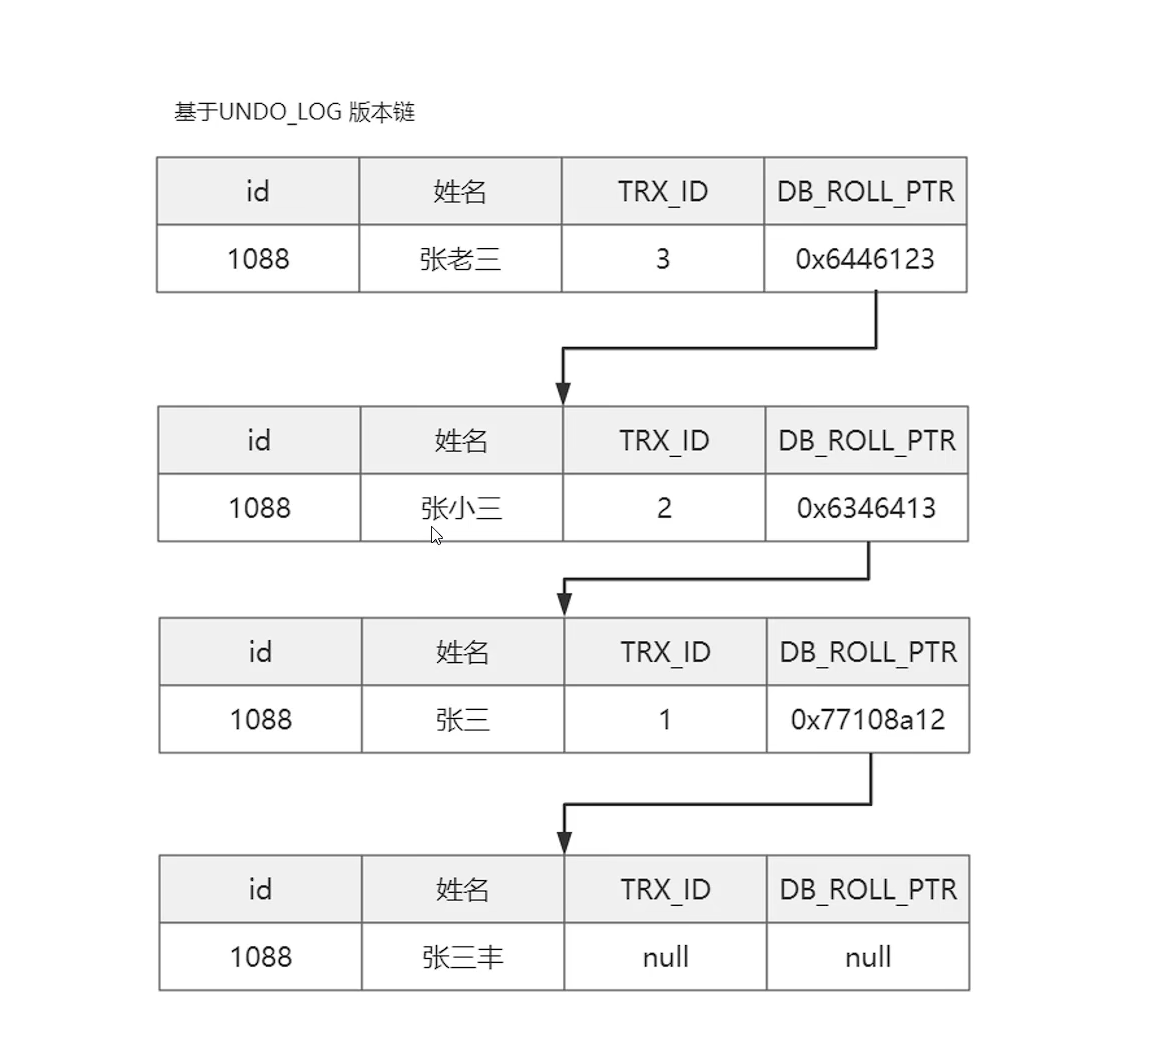 基于UNDO_LOG 版本链
id 姓名 TRX_ID DB_ROLL_PTR
1088 张老三 3 0x6446123
id 姓名 TRX_ID DB_ROLL_PTR
1088 张小三 2 0x6346413
id 姓名 TRX_ID DB_ROLL_PTR
1088 张三 1 0x77108a12
id 姓名 TRX_ID DB_ROLL_PTR
1088 张三丰 null null